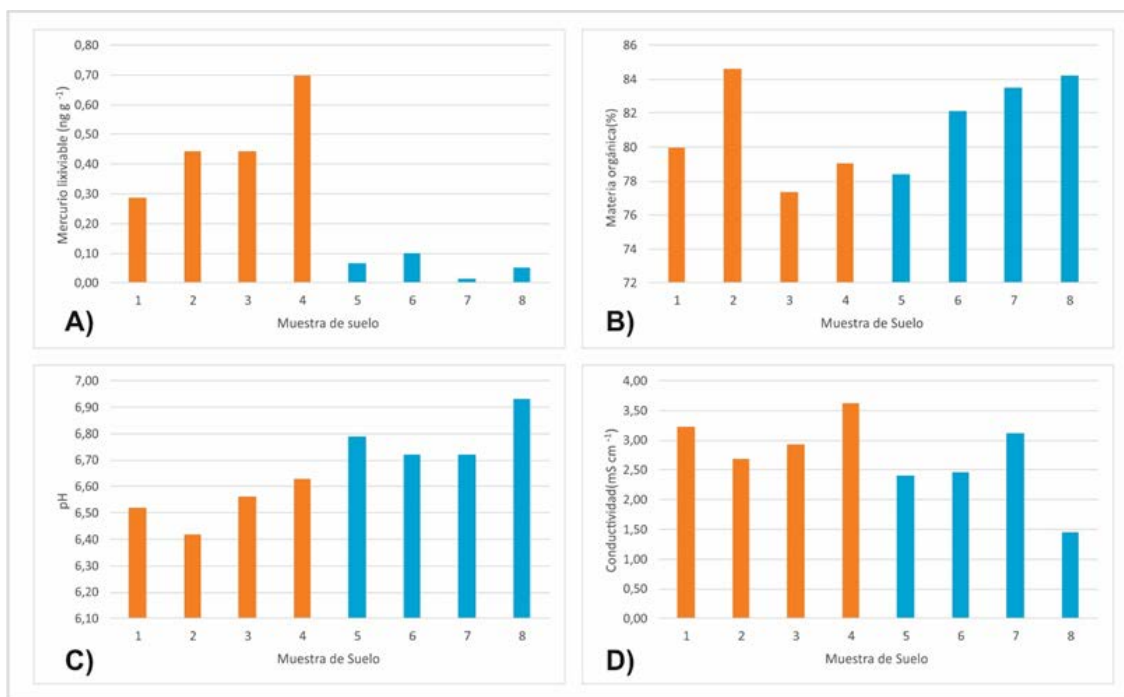 0,80
0,70
0,60
0,50
0,40
0,30
0,20
0,10
0,00
Mercurio lixiviable (ng g ⁻¹)
1 2 3 4 5 6 7 8
Muestra de suelo
A)
86
84
82
80
78
76
74
72
Materia orgánica(%)
1 2 3 4 5 6 7 8
Muestra de Suelo
B)
7,00
6,90
6,80
6,70
6,60
6,50
6,40
6,30
6,20
6,10
pH
1 2 3 4 5 6 7 8
Muestra de Suelo
C)
4,00
3,50
3,00
2,50
2,00
1,50
1,00
0,50
0,00
Conductividad(mS cm ⁻¹)
1 2 3 4 5 6 7 8
Muestra de Suelo
D)